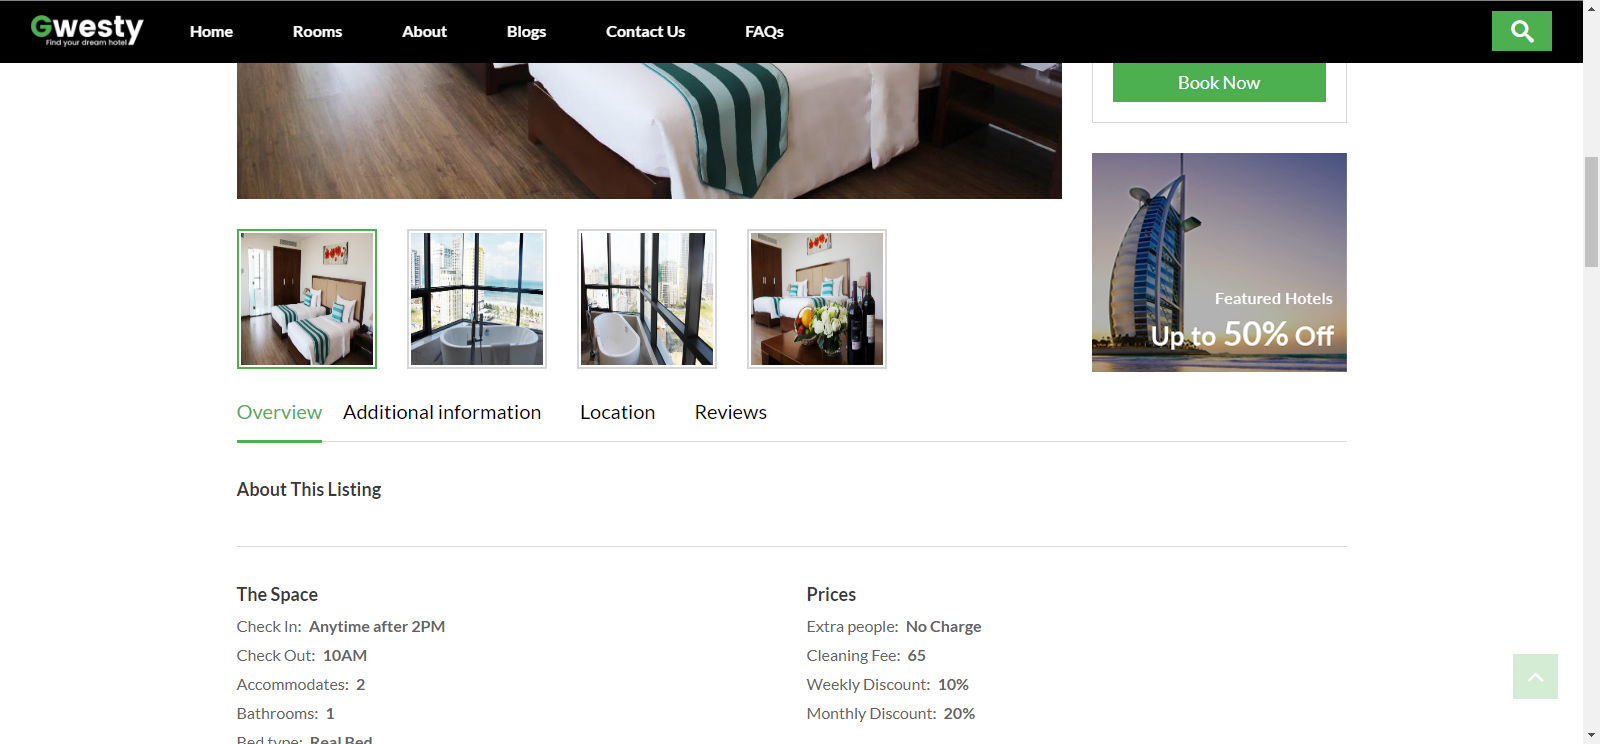 Gwesty
Find your dream hotel
Home
Rooms
About
Blogs
Contact Us
FAQs
Book Now
Featured Hotels
Up to 50% Off
Overview
Additional information
Location
Reviews
About This Listing
The Space
Check In: Anytime after 2PM
Check Out: 10AM
Accommodates: 2
Bathrooms: 1
Bed type: Real Bed
Prices
Extra people: No Charge
Cleaning Fee: 65
Weekly Discount: 10%
Monthly Discount: 20%